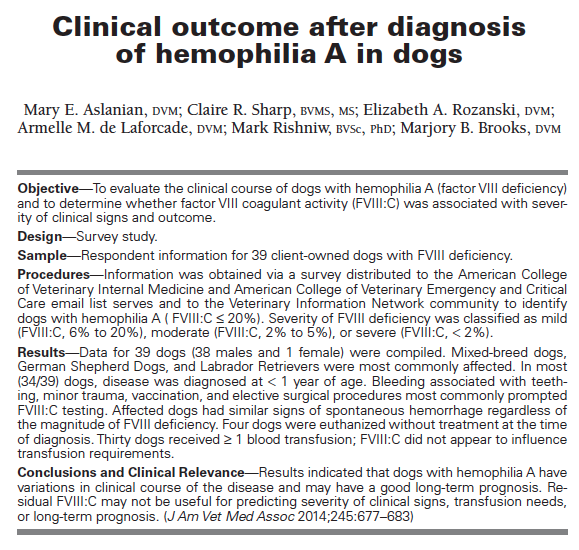 Clinical outcome after diagnosis
of hemophilia A in dogs
Mary E. Aslanian, DVM; Claire R. Sharp, BVMS, MS; Elizabeth A. Rozanski, DVM;
Armelle M. de Laforcade, DVM; Mark Rishniw, BVSc, PhD; Marjory B. Brooks, DVM
Objective—To evaluate the clinical course of dogs with hemophilia A (factor VIII deficiency)
and to determine whether factor VIII coagulant activity (FVIII:C) was associated with sever-
ity of clinical signs and outcome.
Design—Survey study.
Sample—Respondent information for 39 client-owned dogs with FVIII deficiency.
Procedures—Information was obtained via a survey distributed to the American College
of Veterinary Internal Medicine and American College of Veterinary Emergency and Critical
Care email list serves and to the Veterinary Information Network community to identify
dogs with hemophilia A ( FVIII:C ≤ 20%). Severity of FVIII deficiency was classified as mild
(FVIII:C, 6% to 20%), moderate (FVIII:C, 2% to 5%), or severe (FVIII:C, < 2%).
Results—Data for 39 dogs (38 males and 1 female) were compiled. Mixed-breed dogs,
German Shepherd Dogs, and Labrador Retrievers were most commonly affected. In most
(34/39) dogs, disease was diagnosed at < 1 year of age. Bleeding associated with teeth-
ing, minor trauma, vaccination, and elective surgical procedures most commonly prompted
FVIII:C testing. Affected dogs had similar signs of spontaneous hemorrhage regardless of
the magnitude of FVIII deficiency. Four dogs were euthanized without treatment at the time
of diagnosis. Thirty dogs received ≥ 1 blood transfusion; FVIII:C did not appear to influence
transfusion requirements.
Conclusions and Clinical Relevance—Results indicated that dogs with hemophilia A have
variations in clinical course of the disease and may have a good long-term prognosis. Re-
sidual FVIII:C may not be useful for predicting severity of clinical signs, transfusion needs,
or long-term prognosis. (J Am Vet Med Assoc 2014;245:677–683)